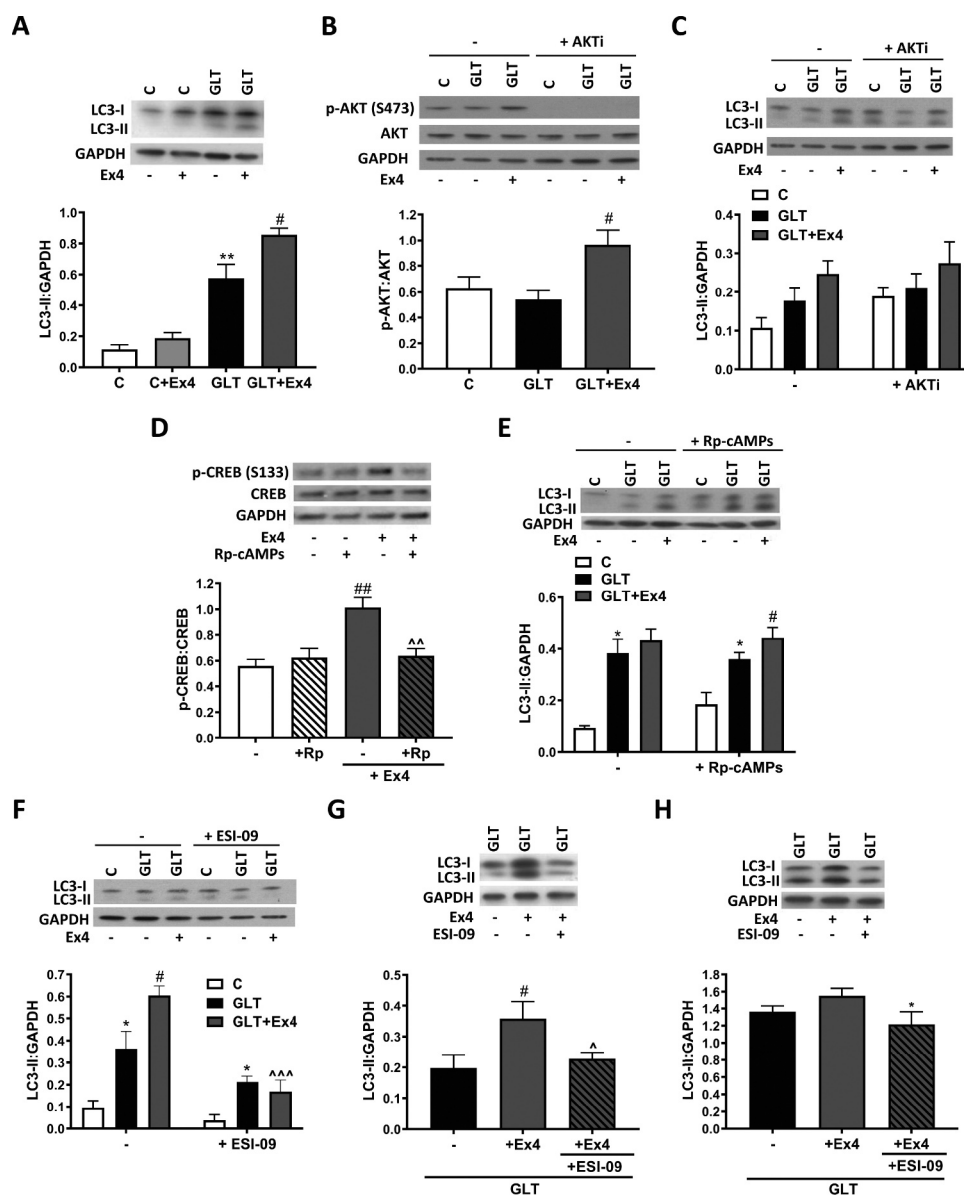 A
C C GLT GLT
LC3-I
LC3-II
GAPDH
Ex4 - + - +
LC3-II:GAPDH
1.0
0.8
0.6
0.4
0.2
0.0
** #
C C+Ex4 GLT GLT+Ex4
B
- + AKTi
C GLT GLT C GLT GLT
p-AKT (S473)
AKT
GAPDH
Ex4 - - + - - +
p-AKT:AKT
1.2
1.0
0.8
0.6
0.4
0.2
0.0
#
C GLT GLT+Ex4
C
- + AKTi
C GLT GLT C GLT GLT
LC3-I
LC3-II
GAPDH
Ex4 - - + - - +
C
GLT
GLT+Ex4
LC3-II:GAPDH
0.4
0.3
0.2
0.1
0.0
- + AKTi
D
p-CREB (S133)
CREB
GAPDH
Ex4 - - + +
Rp-cAMPs - + - +
p-CREB:CREB
1.2
1.0
0.8
0.6
0.4
0.2
0.0
## ^^
- +Rp - +Rp
+ Ex4
E
- + Rp-cAMPs
C GLT GLT C GLT GLT
LC3-I
LC3-II
GAPDH
Ex4 - - + - - +
C
GLT
GLT+Ex4
LC3-II:GAPDH
0.6
0.4
0.2
0.0
* * #
- + Rp-cAMPs
F
- + ESI-09
C GLT GLT C GLT GLT
LC3-I
LC3-II
GAPDH
Ex4 - - + - - +
C
GLT
GLT+Ex4
LC3-II:GAPDH
0.7
0.6
0.5
0.4
0.3
0.2
0.1
0.0
* # * ^^^
- + ESI-09
G
GLT GLT GLT
LC3-I
LC3-II
GAPDH
Ex4 - + +
ESI-09 - - +
LC3-II:GAPDH
0.5
0.4
0.3
0.2
0.1
0.0
# ^
- +Ex4 +Ex4
+ESI-09
GLT
H
GLT GLT GLT
LC3-I
LC3-II
GAPDH
Ex4 - + +
ESI-09 - - +
LC3-II:GAPDH
1.8
1.6
1.4
1.2
1.0
0.8
0.6
0.4
0.2
0.0
*
- +Ex4 +Ex4
+ESI-09
GLT